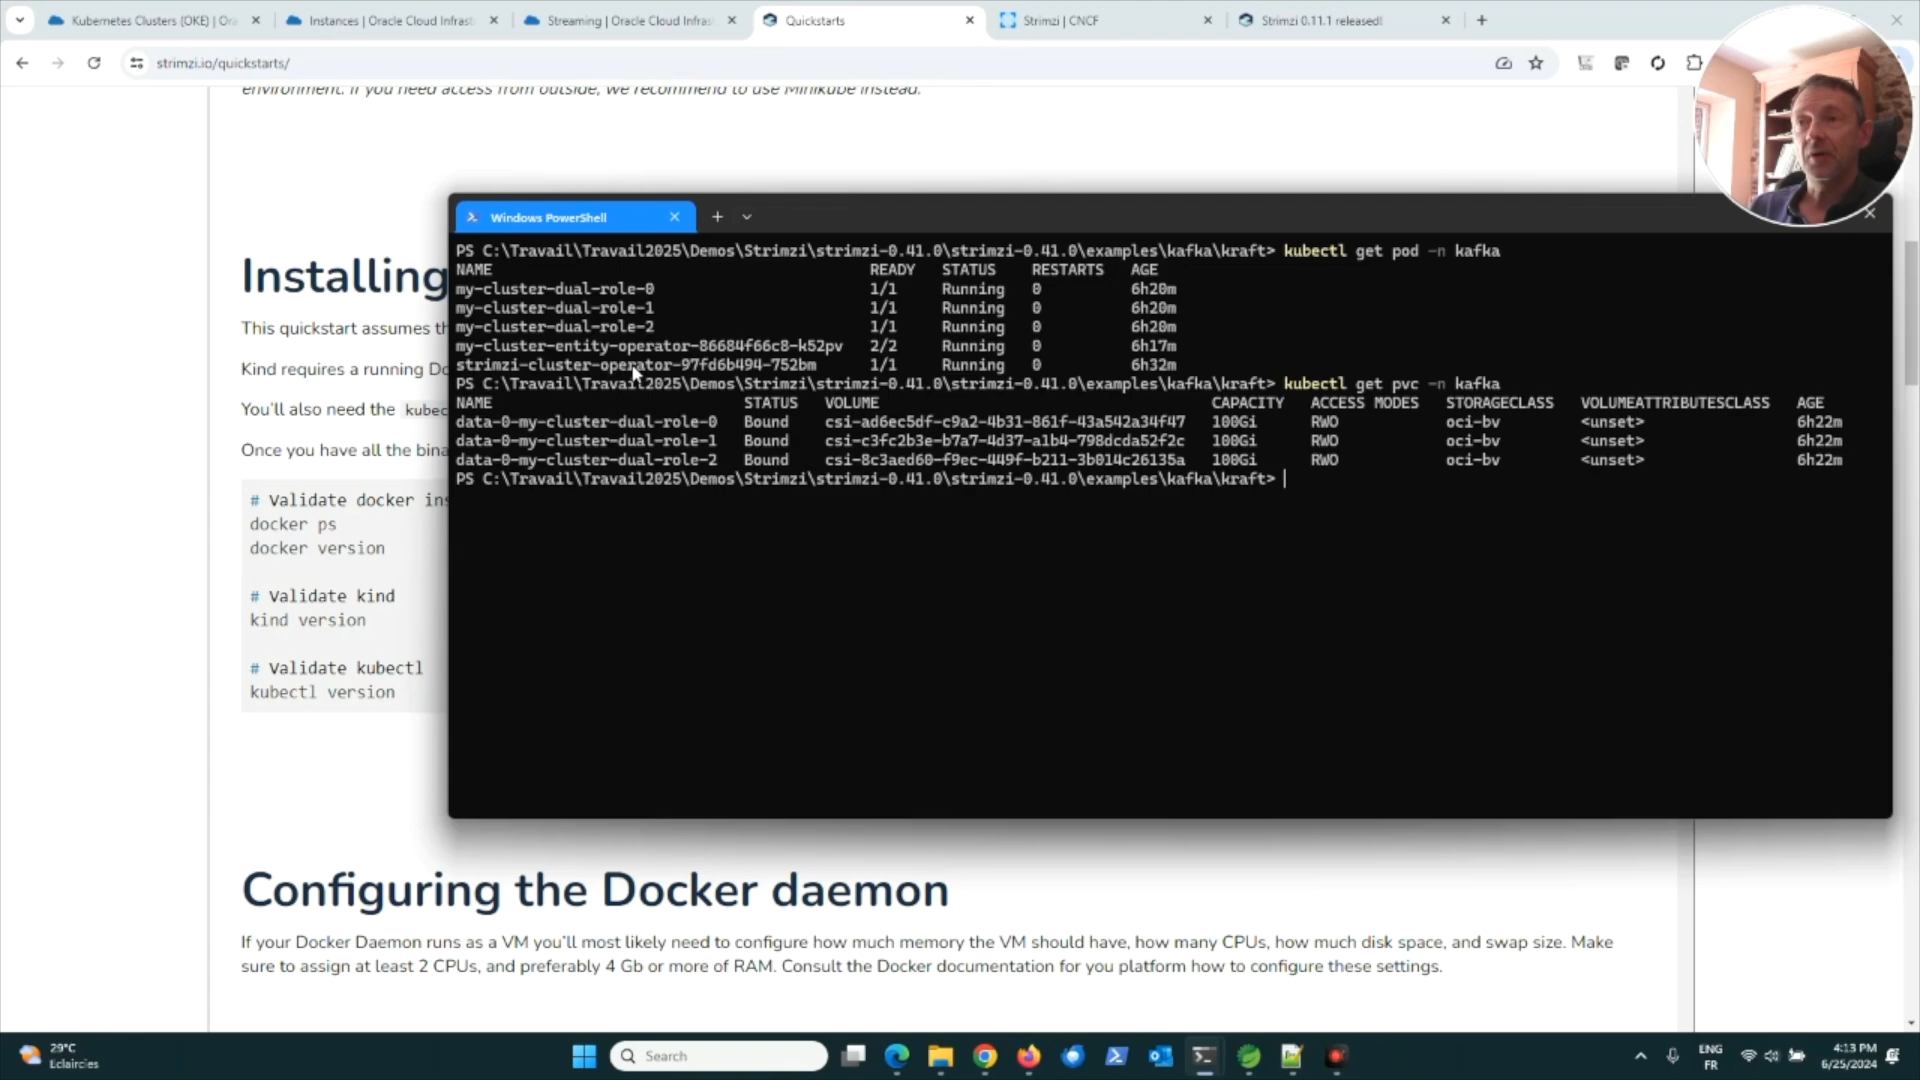 Kubernetes Clusters (OKE) | Ora
Instances | Oracle Cloud Infrast
Streaming | Oracle Cloud Infras
Quickstarts
Strimzi | CNCF
Strimzi 0.11.1 released!
strimzi.io/quickstarts/
environment. If you need access from outside, we recommend to use Minikube instead.
Windows PowerShell
PS C:\Travail\Travail2025\Demos\Strimzi\strimzi-0.41.0\strimzi-0.41.0\examples\kafka\kraft> kubectl get pod -n kafka
NAME READY STATUS RESTARTS AGE
my-cluster-dual-role-0 1/1 Running 0 6h20m
my-cluster-dual-role-1 1/1 Running 0 6h20m
my-cluster-dual-role-2 1/1 Running 0 6h20m
my-cluster-entity-operator-86684f66c8-k52pv 2/2 Running 0 6h17m
strimzi-cluster-operator-97fd6b494-752bm 1/1 Running 0 6h32m
PS C:\Travail\Travail2025\Demos\Strimzi\strimzi-0.41.0\strimzi-0.41.0\examples\kafka\kraft> kubectl get pvc -n kafka
NAME STATUS VOLUME CAPACITY ACCESS MODES STORAGECLASS VOLUMEATTRIBUTESCLASS AGE
data-0-my-cluster-dual-role-0 Bound csi-ad6ec5df-c9a2-4b31-861f-43a542a34f47 100Gi RWO oci-bv <unset> 6h22m
data-0-my-cluster-dual-role-1 Bound csi-c3fc2b3e-b7a7-4d37-a1b4-798dcda52f2c 100Gi RWO oci-bv <unset> 6h22m
data-0-my-cluster-dual-role-2 Bound csi-8c3aed60-f9ec-449f-b211-3b014c26135a 100Gi RWO oci-bv <unset> 6h22m
PS C:\Travail\Travail2025\Demos\Strimzi\strimzi-0.41.0\strimzi-0.41.0\examples\kafka\kraft>
Installing
This quickstart assumes th
Kind requires a running Do
You'll also need the kubec
Once you have all the bina
# Validate docker ins
docker ps
docker version
# Validate kind
kind version
# Validate kubectl
kubectl version
Configuring the Docker daemon
If your Docker Daemon runs as a VM you'll most likely need to configure how much memory the VM should have, how many CPUs, how much disk space, and swap size. Make
sure to assign at least 2 CPUs, and preferably 4 Gb or more of RAM. Consult the Docker documentation for you platform how to configure these settings.
29°C
Eclaircies
Search
ENG
FR
4:13 PM
6/25/2024